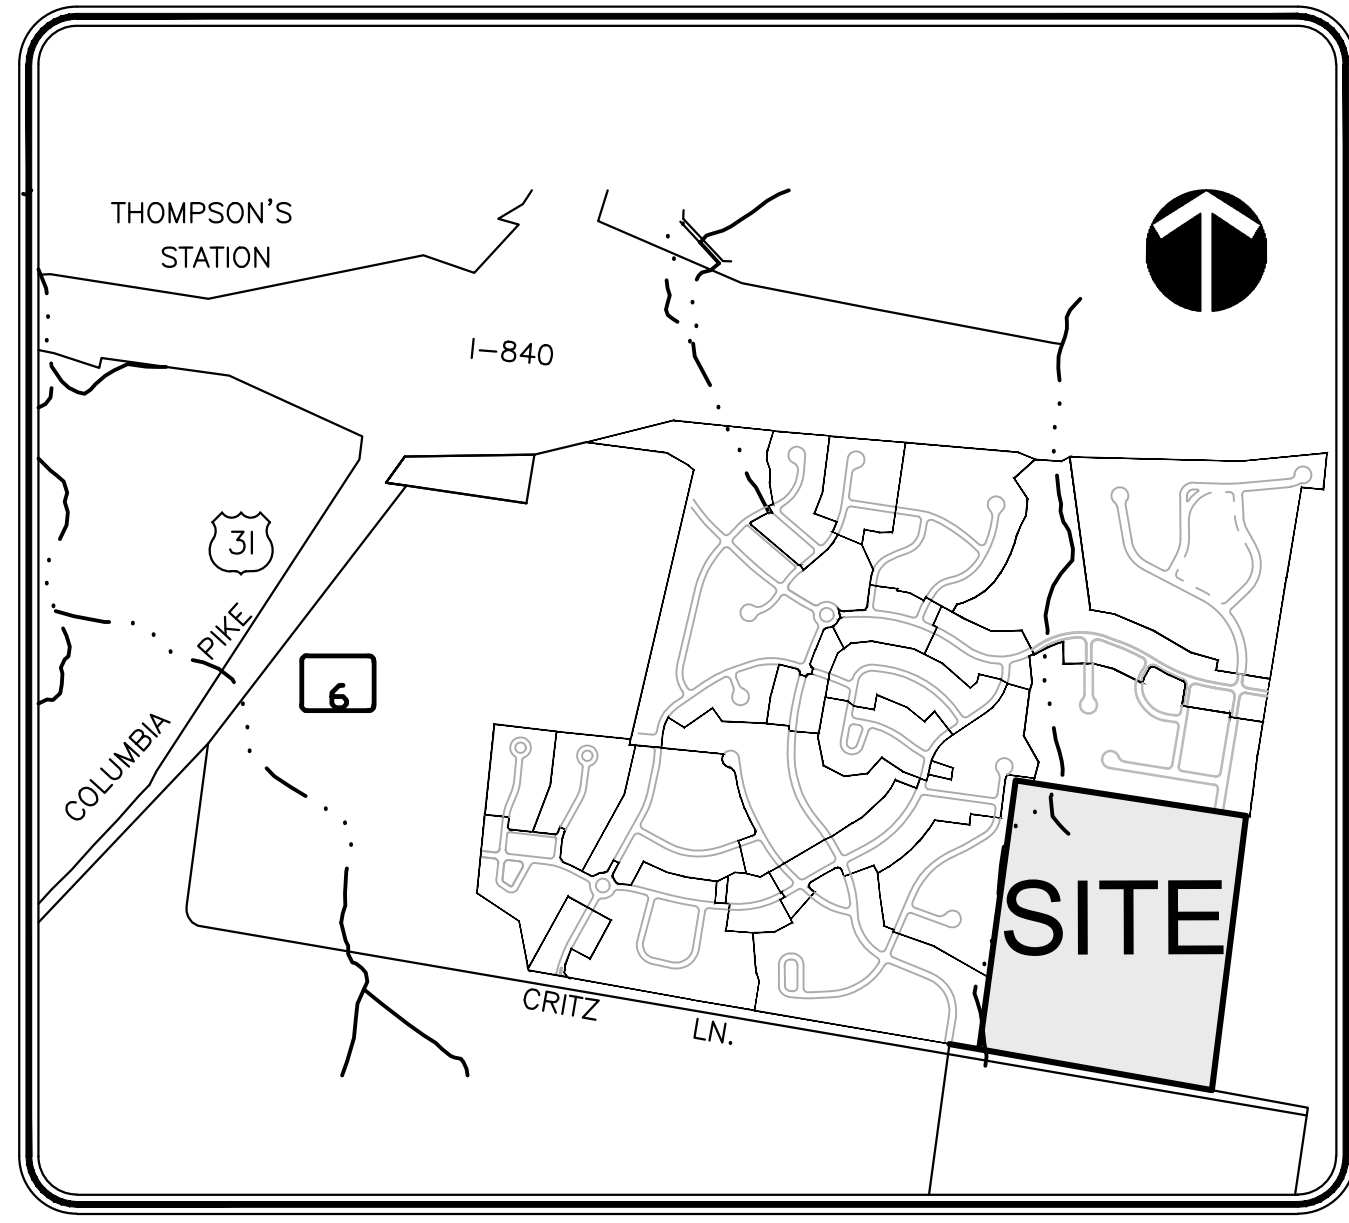 THOMPSON'S
STATION
I-840
31
PIKE
COLUMBIA
6
SITE
CRITZ
LN.